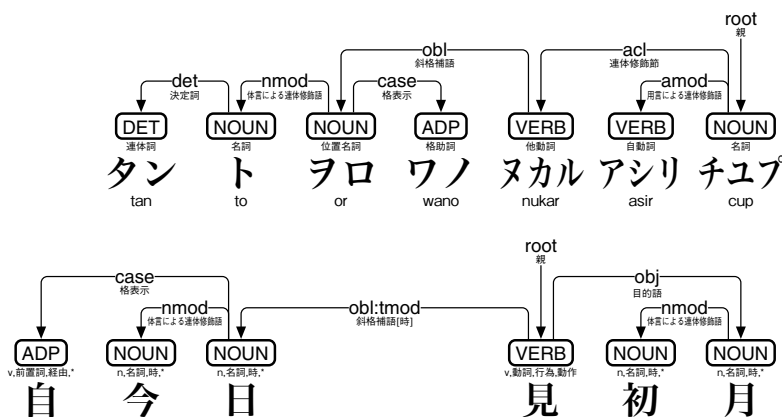 root
親
obl
斜格補語
acl
連体修飾節
det
決定詞
nmod
体言による連体修飾語
case
格表示
amod
用言による連体修飾語
DET NOUN NOUN ADP VERB VERB NOUN
連体詞 名詞 位置名詞 格助詞 他動詞 自動詞 名詞
タン ト ヲロ ワノ ヌカル アシリ チユㇷ゚
tan to or wano nukar asir cup
root
親
case
格表示
obj
目的語
nmod
体言による連体修飾語
obl:tmod
斜格補語[時]
nmod
体言による連体修飾語
ADP NOUN NOUN VERB NOUN NOUN
v,前置詞,経由,* n,名詞,時,* n,名詞,時,* v,動詞,行為,動作 n,名詞,時,* n,名詞,時,*
自 今 日 見 初 月